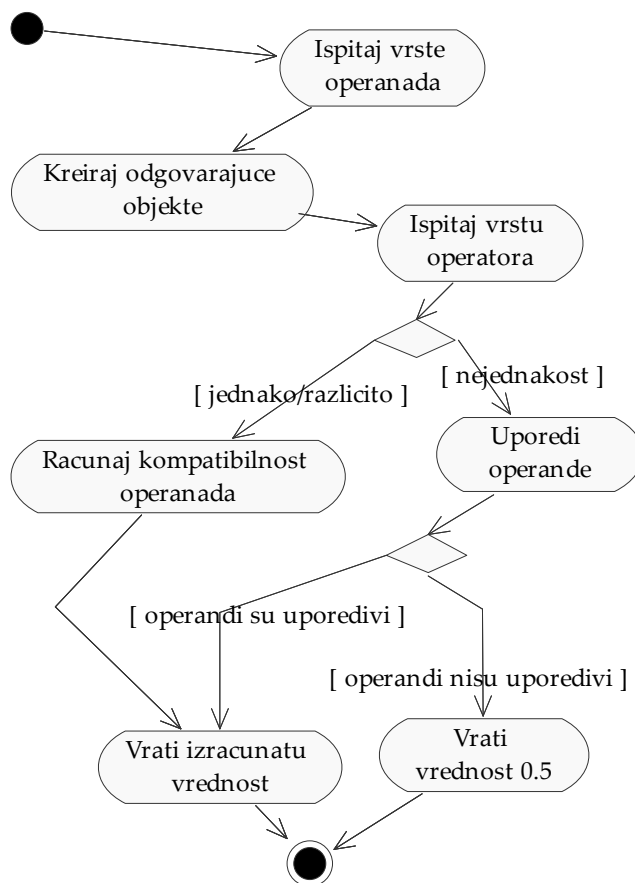 Ispitaj vrste
operanada
Kreiraj odgovarajuce
objekte
Ispitaj vrstu
operatora
[ nejednakost ]
[ jednako/razlicito ]
Uporedi
operande
Racunaj kompatibilnost
operanada
[ operandi su uporedivi ]
[ operandi nisu uporedivi ]
Vrati izracunatu
vrednost
Vrati
vrednost 0.5